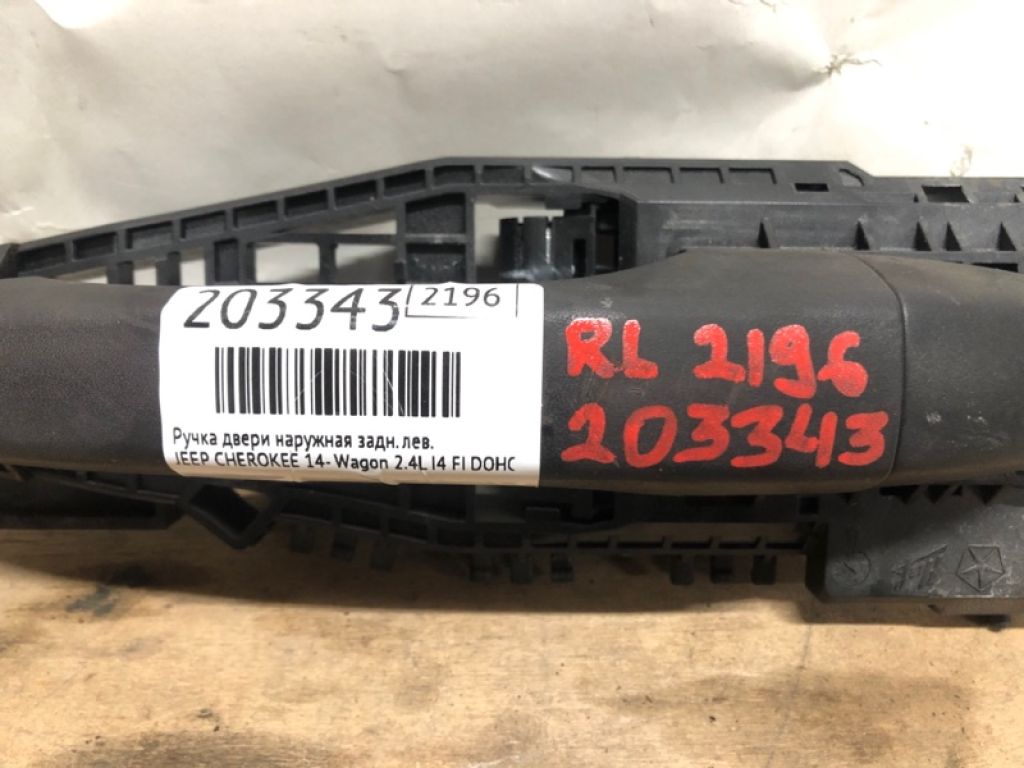 203343 2196
Ручка двери наружная задн. лев.
JEEP CHEROKEE 14- Wagon 2.4L I4 FI DOHC
RL 2196
203343